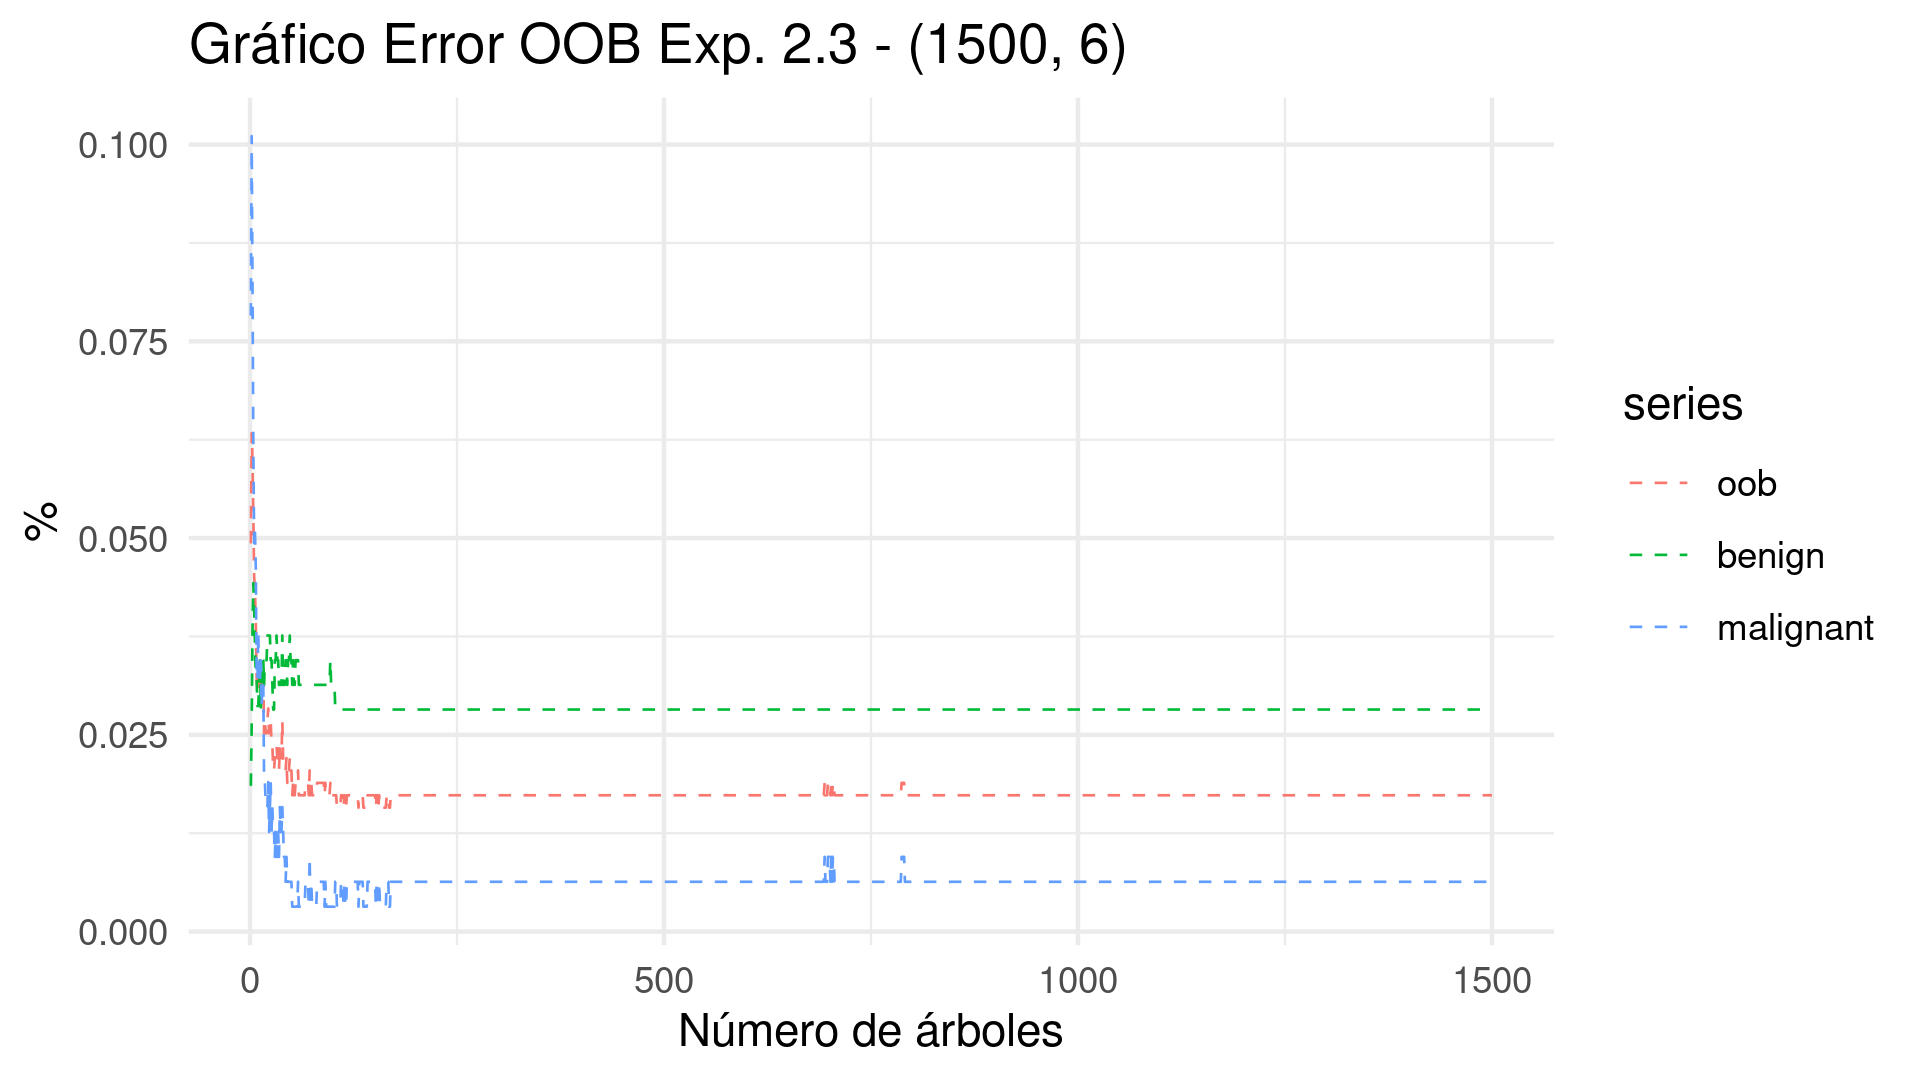 Gráfico Error OOB Exp. 2.3 - (1500, 6)
0.100
0.075
0.050
0.025
0.000
%
0
500
1000
1500
Número de árboles
series
oob
benign
malignant